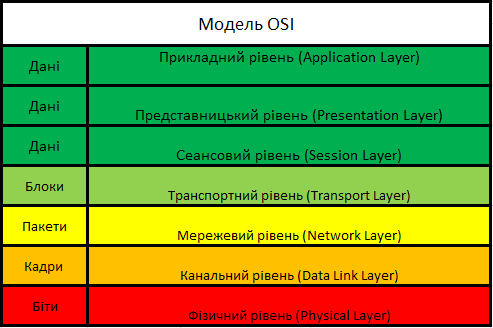 Модель OSI
Дані Прикладний рівень (Application Layer)
Дані Представницький рівень (Presentation Layer)
Дані Сеансовий рівень (Session Layer)
Блоки Транспортний рівень (Transport Layer)
Пакети Мережевий рівень (Network Layer)
Кадри Канальний рівень (Data Link Layer)
Біти Фізичний рівень (Physical Layer)